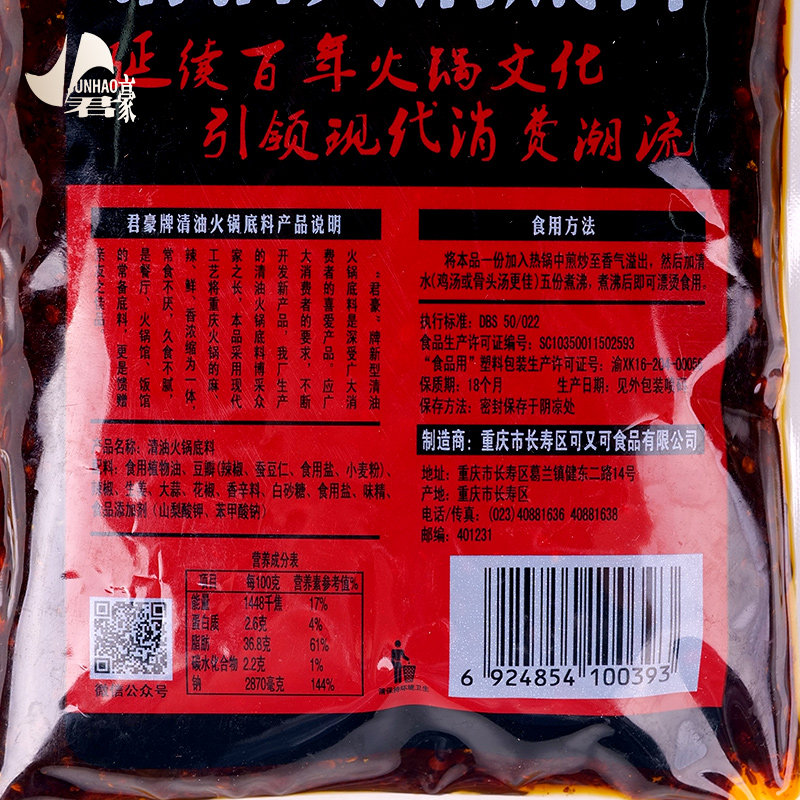 JUNHAO
君豪
延续百年火锅文化
引领现代消费潮流
君豪牌清油火锅底料产品说明
“君豪”牌新型清油
火锅底料是深受广大消
费者的喜爱产品，应广
大消费者的要求，不断
开发新产品，我厂生产
的清油火锅底料博采众
家之长，本品采用现代
工艺将重庆火锅的麻
辣、鲜、香浓缩为一体，
常食不厌，久食不腻，
是餐厅、火锅馆、饭馆
的常备底料，更是馈赠
亲友之佳品
产品名称：清油火锅底料
原料：食用植物油、豆瓣(辣椒、蚕豆仁、食用盐、小麦粉)、
辣椒、生姜、大蒜、花椒、香辛料、白砂糖、食用盐、味精、
食品添加剂（山梨酸钾、苯甲酸钠）
营养成分表
项目 每100克 营养素参考值%
能量 1448千焦 17%
蛋白质 2.6克 4%
脂肪 36.8克 61%
碳水化合物 2.2克 1%
钠 2870毫克 144%
微信公众号
食用方法
将本品一份加入热锅中煎炒至香气溢出，然后加清
水(鸡汤或骨头汤更佳)五份煮沸，煮沸后即可漂烫食用。
执行标准：DBS 50/022
食品生产许可证编号：SC10350011502593
“食品用”塑料包装生产许可证号：渝XK16-204-00056
保质期：18个月 生产日期：见外包装喷码
保存方法：密封保存于阴凉处
制造商：重庆市长寿区可又可食品有限公司
地址：重庆市长寿区葛兰镇健东二路14号
产地：重庆市长寿区
电话/传真：(023)40881636 40881638
邮编：401231
请保持环境卫生
6 924854 100393